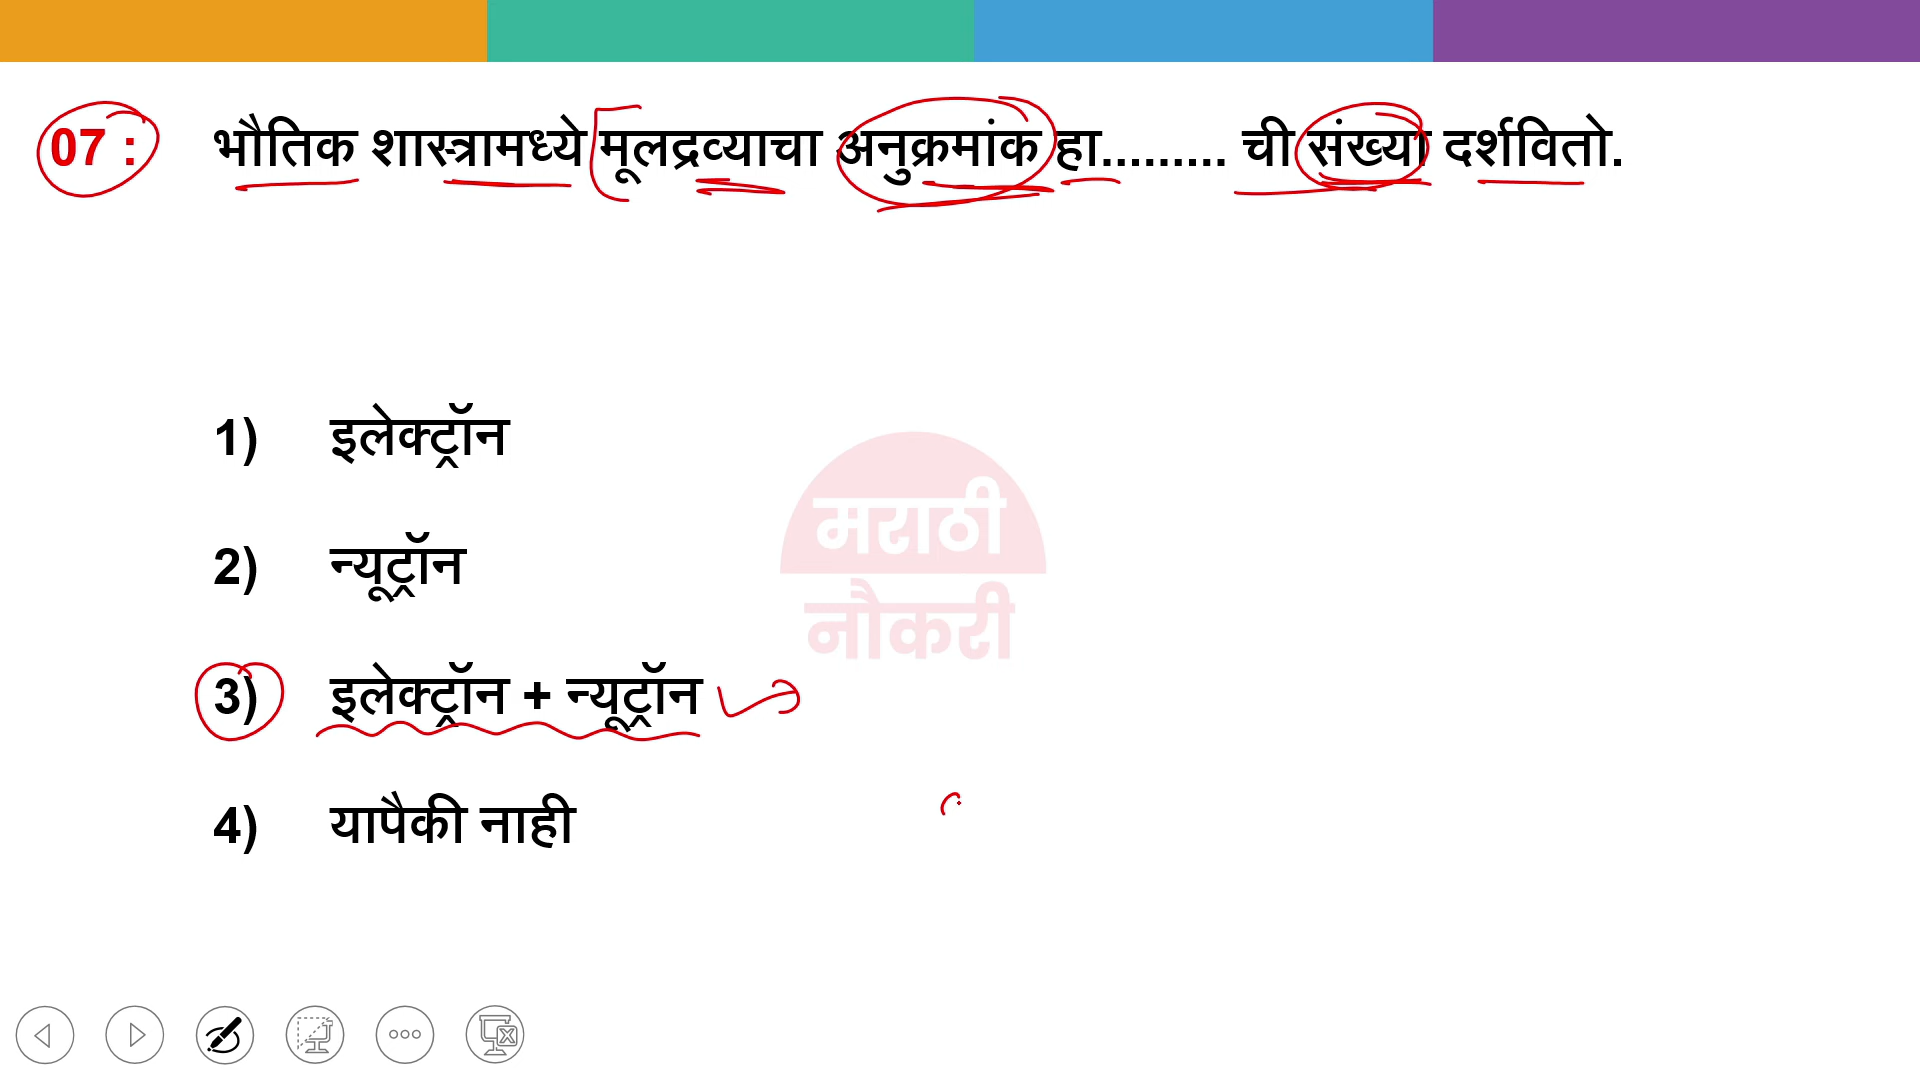 07 : भौतिक शास्त्रामध्ये मूलद्रव्याचा अनुक्रमांक हा......... ची संख्या दर्शवितो.
1) इलेक्ट्रॉन
2) न्यूट्रॉन
मराठी
नौकरी
3) इलेक्ट्रॉन + न्यूट्रॉन
4) यापैकी नाही